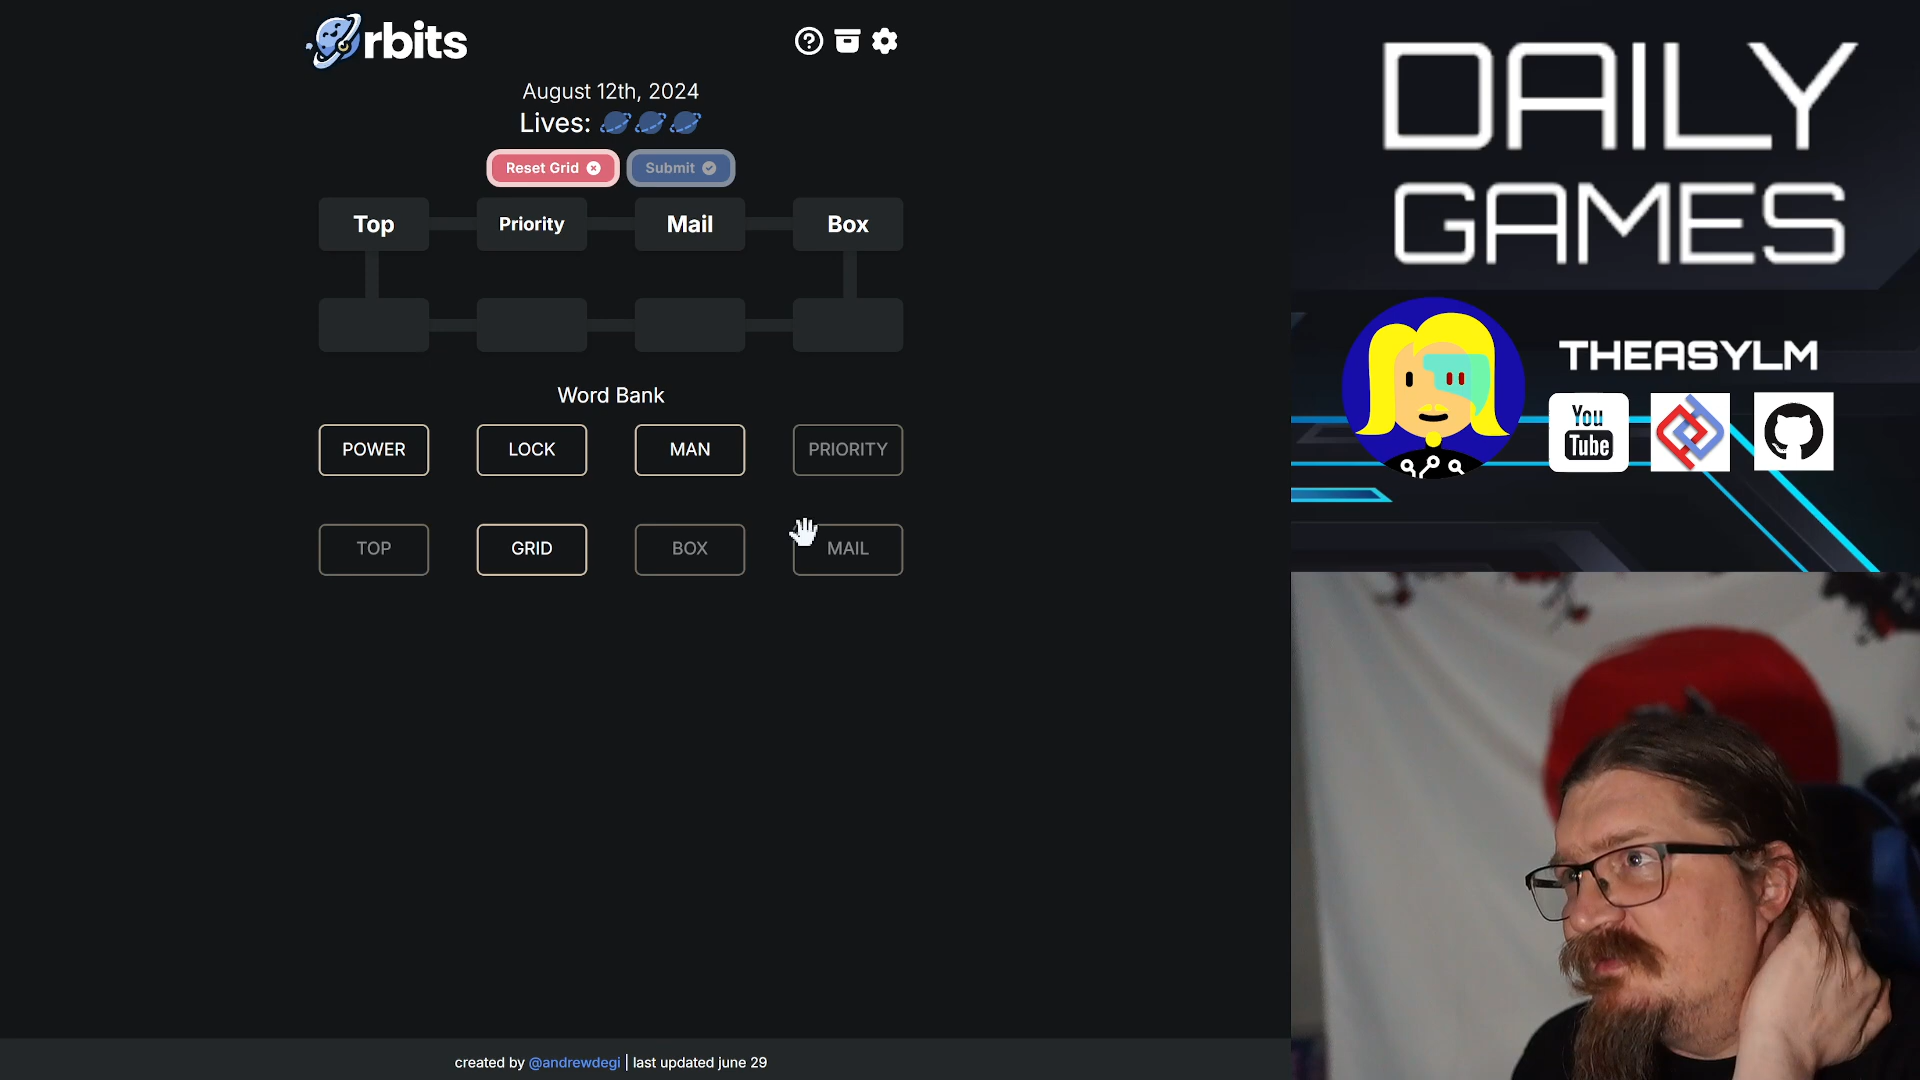 rbits
August 12th, 2024
Lives:
Reset Grid
Submit
Top
Priority
Mail
Box
Word Bank
POWER
LOCK
MAN
PRIORITY
TOP
GRID
BOX
MAIL
created by @andrewdegi | last updated june 29
DAILY
GAMES
THEASYLM
You
Tube